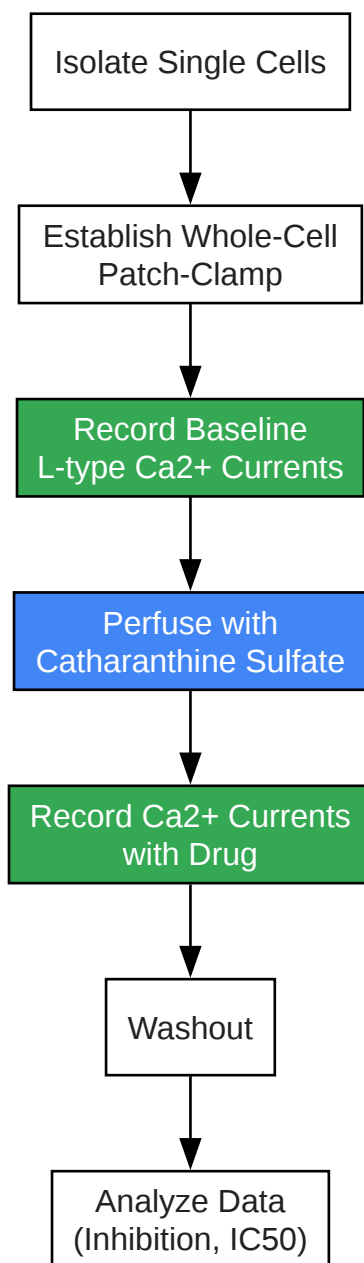 Isolate Single Cells
Establish Whole-Cell
Patch-Clamp
Record Baseline
L-type Ca2+ Currents
Perfuse with
Catharanthine Sulfate
Record Ca2+ Currents
with Drug
Washout
Analyze Data
(Inhibition, IC50)